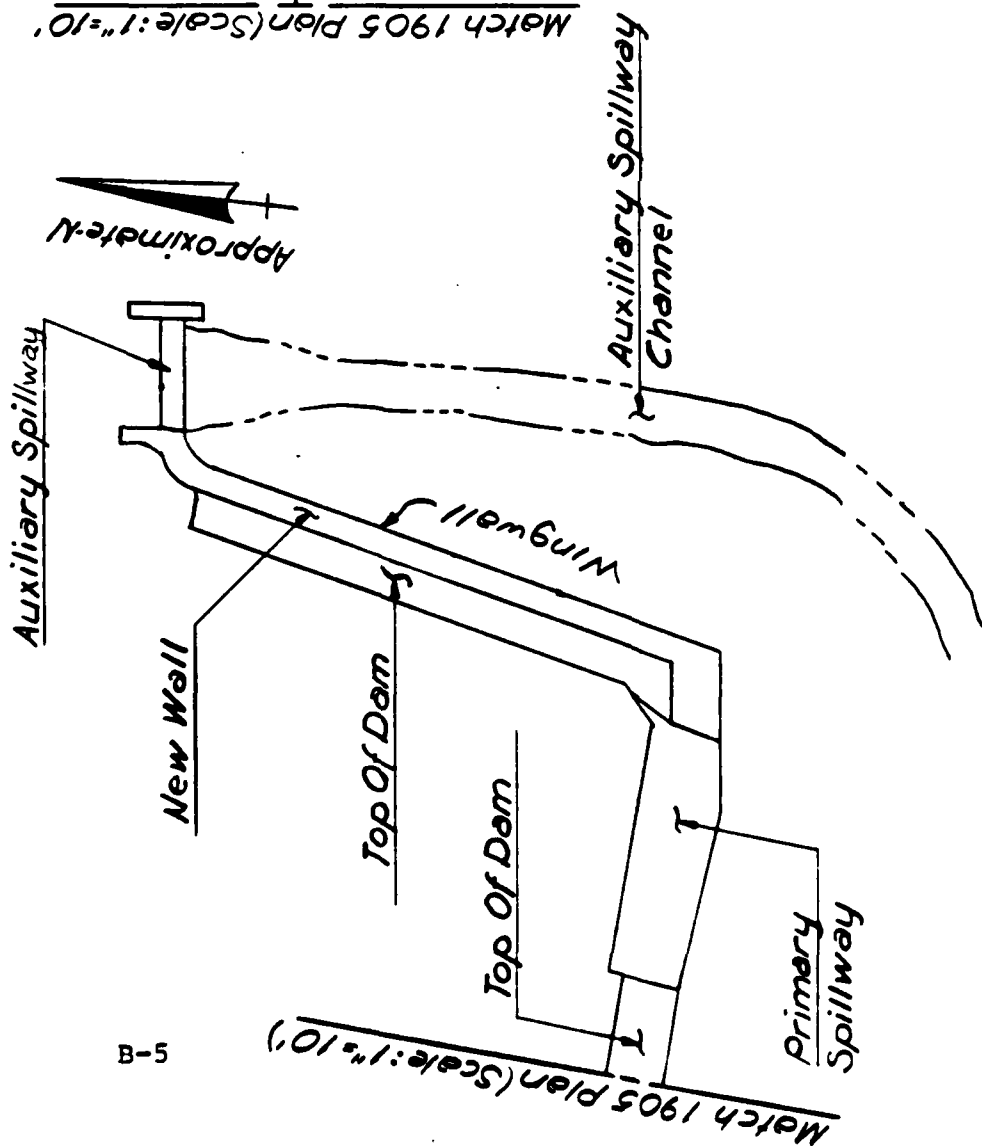 Match 1905 Plan (Scale: 1"=10'
Approximate N
Auxiliary Spillway
Auxiliary Spillway
Channel
Wingwall
New Wall
Top Of Dam
Top Of Dam
Primary
Spillway
B-5
Match 1905 Plan (Scale: 1"=10')